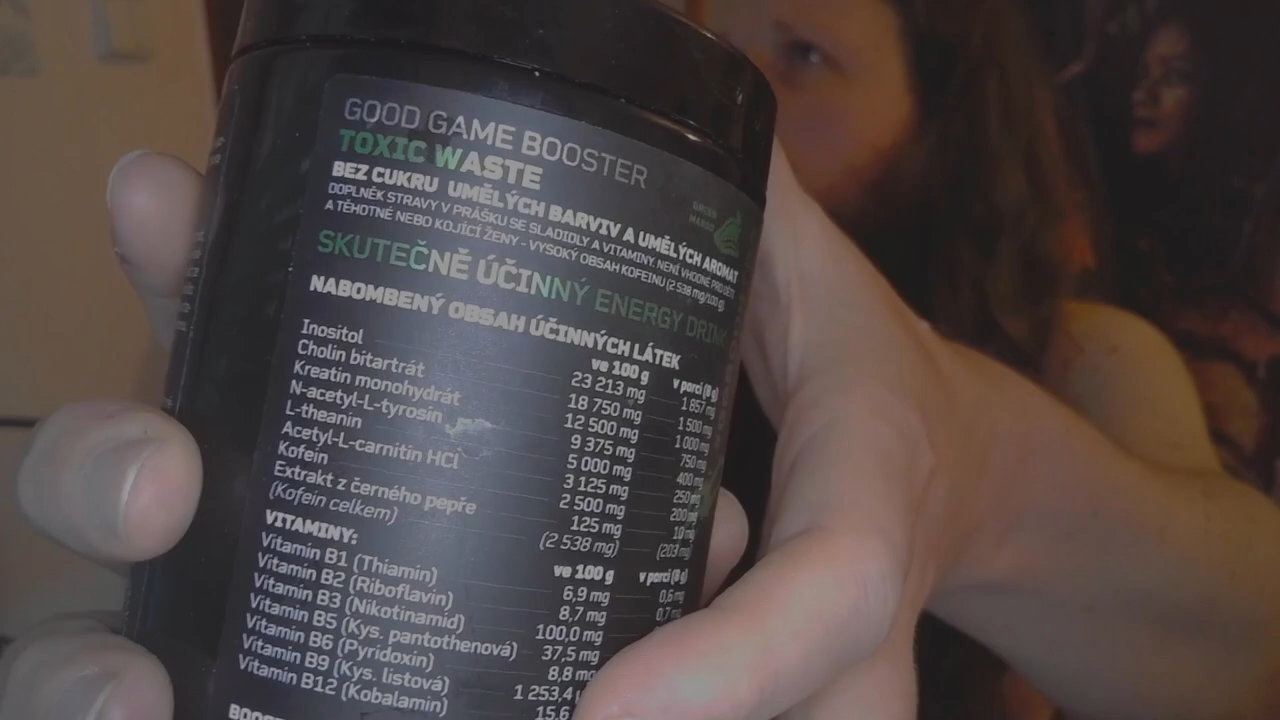 GOOD GAME BOOSTER
TOXIC WASTE
GREEN MANGO
BEZ CUKRU UMĚLÝCH BARVIV A UMĚLÝCH AROMAT
DOPLNĚK STRAVY V PRÁŠKU SE SLADIDLY A VITAMINY. NENÍ VHODNÉ PRO DĚTI
A TĚHOTNÉ NEBO KOJÍCÍ ŽENY - VYSOKÝ OBSAH KOFEINU (2 538 mg/100 g).
SKUTEČNĚ ÚČINNÝ ENERGY DRINK
NABOMBENÝ OBSAH ÚČINNÝCH LÁTEK
ve 100 g v porci (8 g)
Inositol 23 213 mg 1 857 mg
Cholin bitartrát 18 750 mg 1 500 mg
Kreatin monohydrát 12 500 mg 1 000 mg
N-acetyl-L-tyrosin 9 375 mg 750 mg
L-theanin 5 000 mg 400 mg
Acetyl-L-carnitin HCl 3 125 mg 250 mg
Kofein 2 500 mg 200 mg
Extrakt z černého pepře 125 mg 10 mg
(Kofein celkem) (2 538 mg) (203 mg)
VITAMINY: ve 100 g v porci (8 g)
Vitamin B1 (Thiamin) 6,9 mg 0,6 mg
Vitamin B2 (Riboflavin) 8,7 mg 0,7 mg
Vitamin B3 (Nikotinamid) 100,0 mg
Vitamin B5 (Kys. pantothenová) 37,5 mg
Vitamin B6 (Pyridoxin) 8,8 mg
Vitamin B9 (Kys. listová) 1 253,4
Vitamin B12 (Kobalamin) 15,6